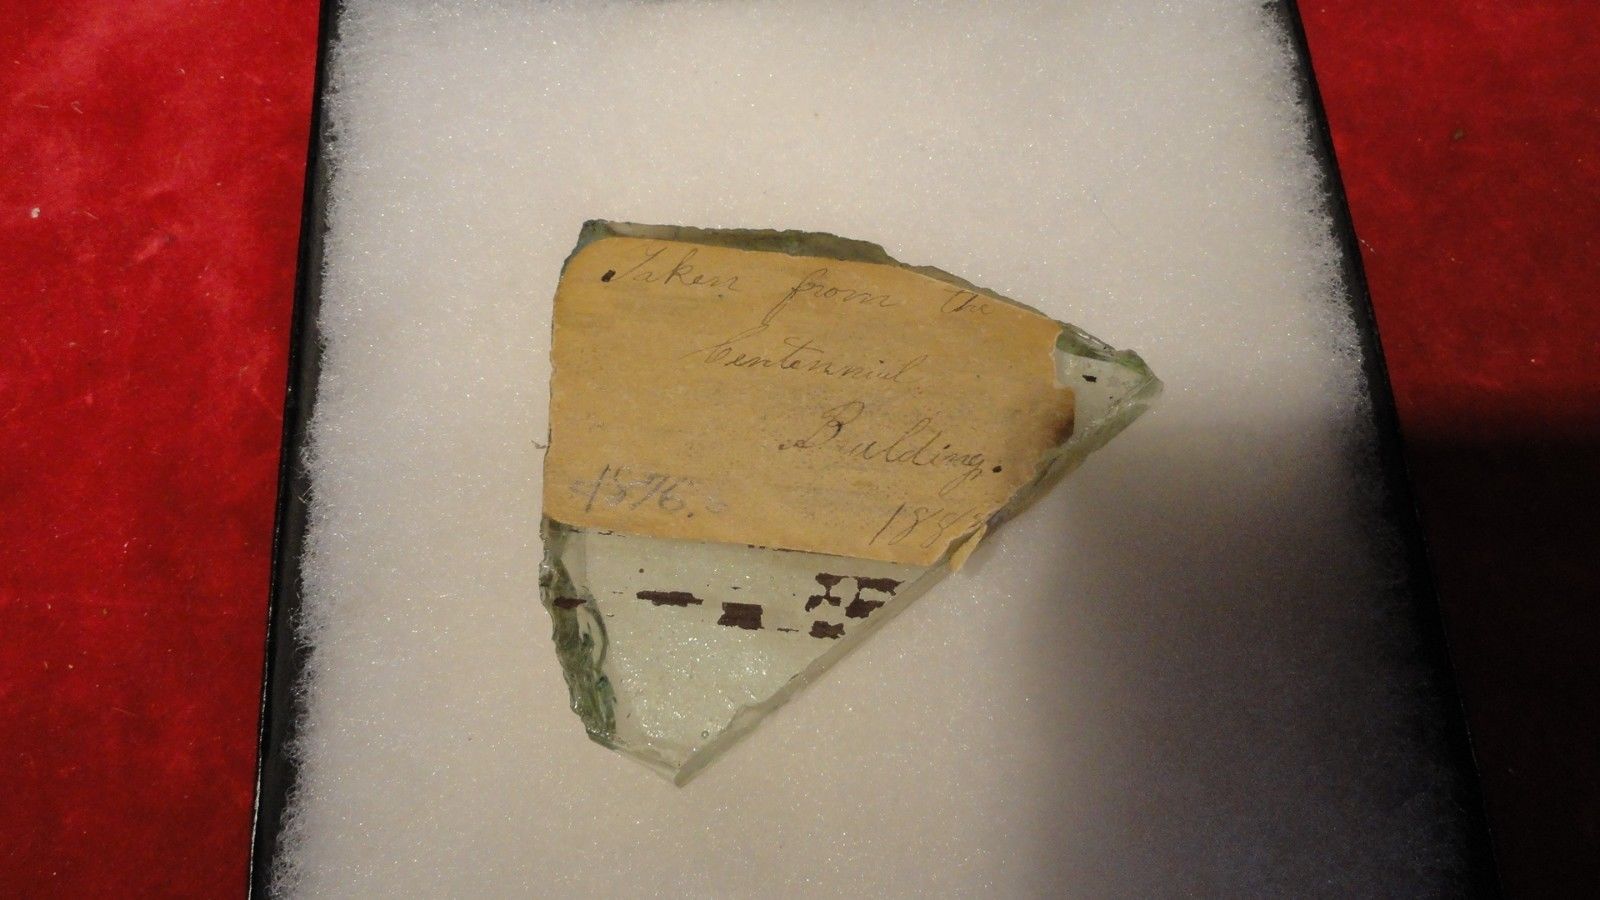 Taken from the
Centennial
Building.
1876.